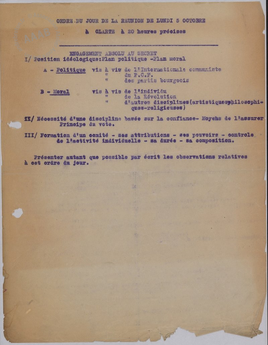 ORDRE DU JOUR DE LA REUNION DE LUNDI 5 OCTOBRE
à CLARTE à 20 heures précises
ENGAGEMENT ABSOLU AU SECRET
I/ Position idéologique: Plan politique - Plan moral
A - Politique vis à vis de l'Internationale communiste
" du P.C.F.
" des partis bourgeois
B - Moral vis à vis de l'individu
" de la Révolution
" d'autres disciplines (artistiques-philosophi-
ques-religieuses)
II/ Nécessité d'une discipline basée sur la confiance- Moyens de l'assurer
Principe du vote.
III/ Formation d'un comité - ses attributions - ses pouvoirs - contrôle
de l'activité individuelle - sa durée - sa composition.
Présenter autant que possible par écrit les observations relatives
à cet ordre du jour.